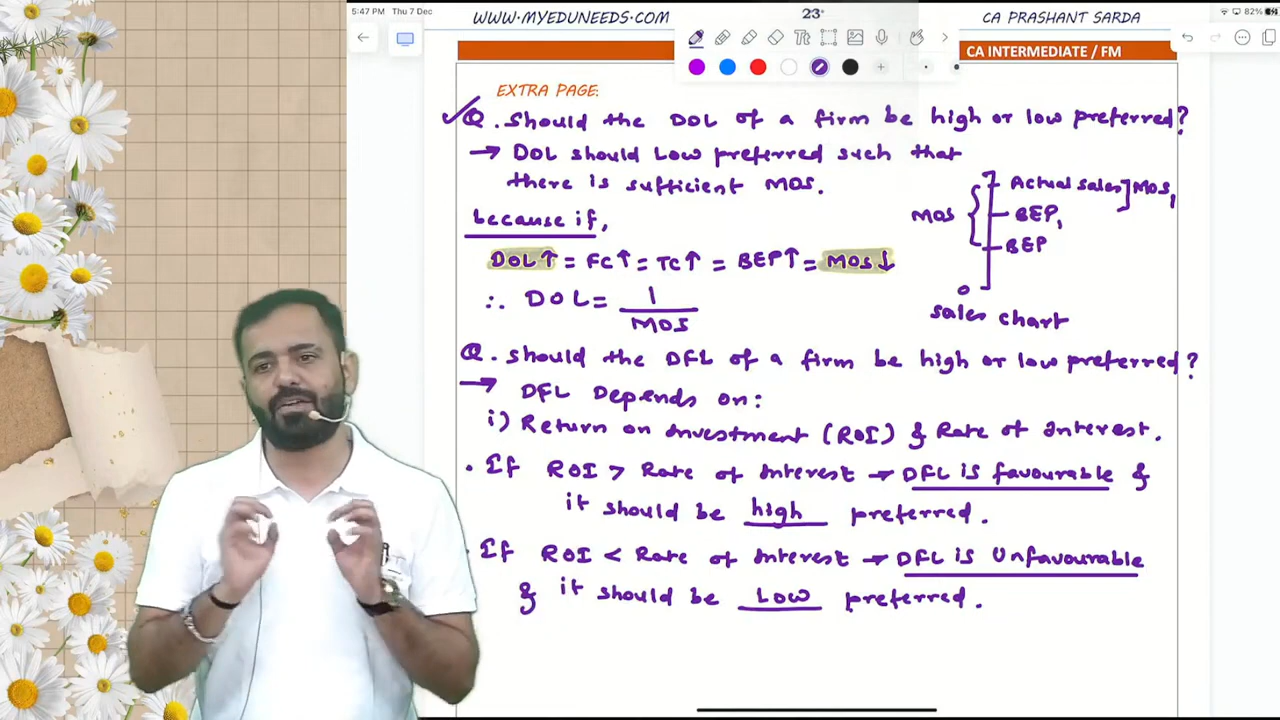 5:47 PM Thu 7 Dec
82%
WWW.MYEDUNEEDS.COM
23
CA PRASHANT SARDA
Tt
CA INTERMEDIATE / FM
EXTRA PAGE:
Q. Should the DOL of a firm be high or low preferred?
→ DOL should Low preferred such that
there is sufficient MOS.
because if,
DOL↑ = FC↑ = TC↑ = BEP↑ = MOS↓
∴ DOL = 1
MOS
MOS
Actual sales
MOS1
BEP1
BEP
0
sales chart
Q. Should the DFL of a firm be high or low preferred?
→ DFL Depends on:
i) Return on Investment (ROI) & Rate of Interest.
. If ROI > Rate of Interest → DFL is favourable &
it should be high preferred.
. If ROI < Rate of Interest → DFL is Unfavourable
& it should be Low preferred.